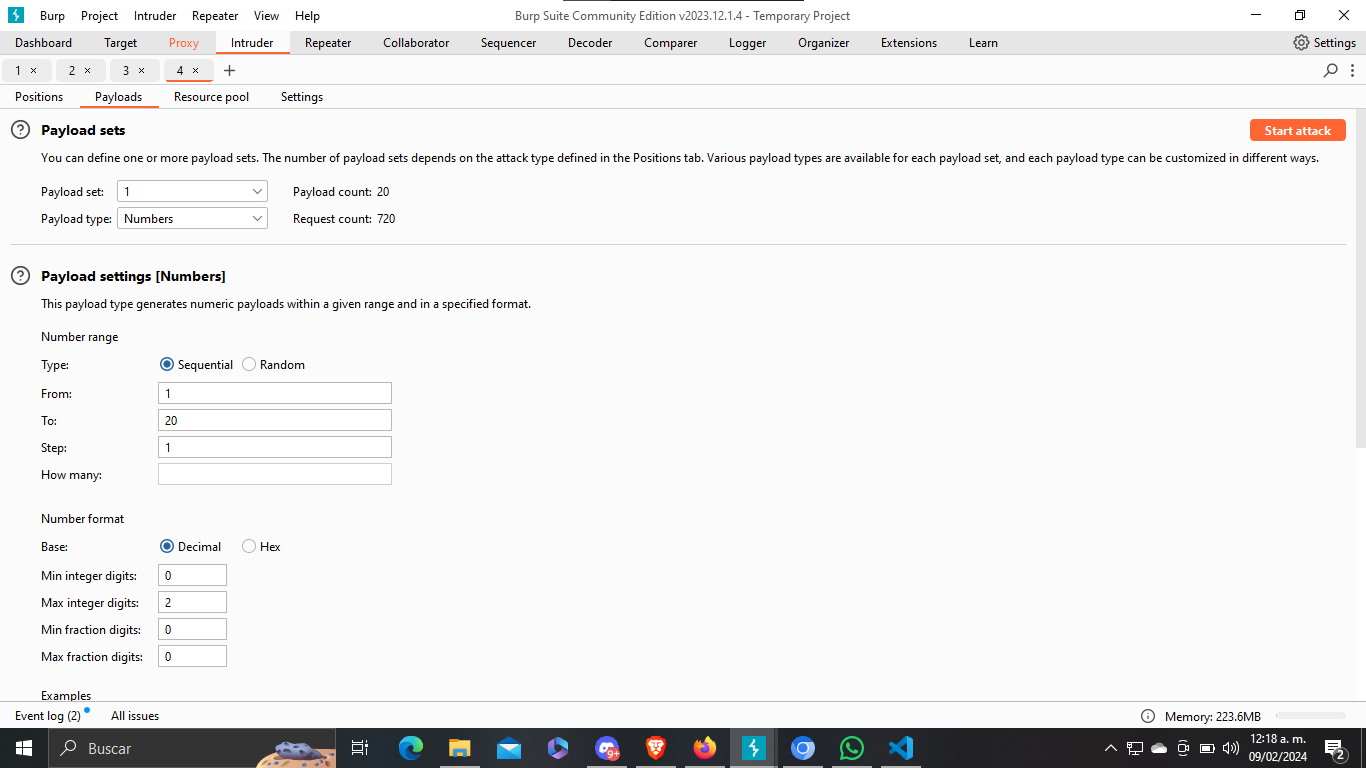 Burp Project Intruder Repeater View Help Burp Suite Community Edition v2023.12.1.4 - Temporary Project
Dashboard Target Proxy Intruder Repeater Collaborator Sequencer Decoder Comparer Logger Organizer Extensions Learn Settings
1 × 2 × 3 × 4 × +
Positions Payloads Resource pool Settings
? Payload sets Start attack
You can define one or more payload sets. The number of payload sets depends on the attack type defined in the Positions tab. Various payload types are available for each payload set, and each payload type can be customized in different ways.
Payload set: 1 Payload count: 20
Payload type: Numbers Request count: 720
? Payload settings [Numbers]
This payload type generates numeric payloads within a given range and in a specified format.
Number range
Type: Sequential Random
From: 1
To: 20
Step: 1
How many:
Number format
Base: Decimal Hex
Min integer digits: 0
Max integer digits: 2
Min fraction digits: 0
Max fraction digits: 0
Examples
Event log (2) All issues Memory: 223.6MB
Buscar 9+ 12:18 a. m.
09/02/2024 2